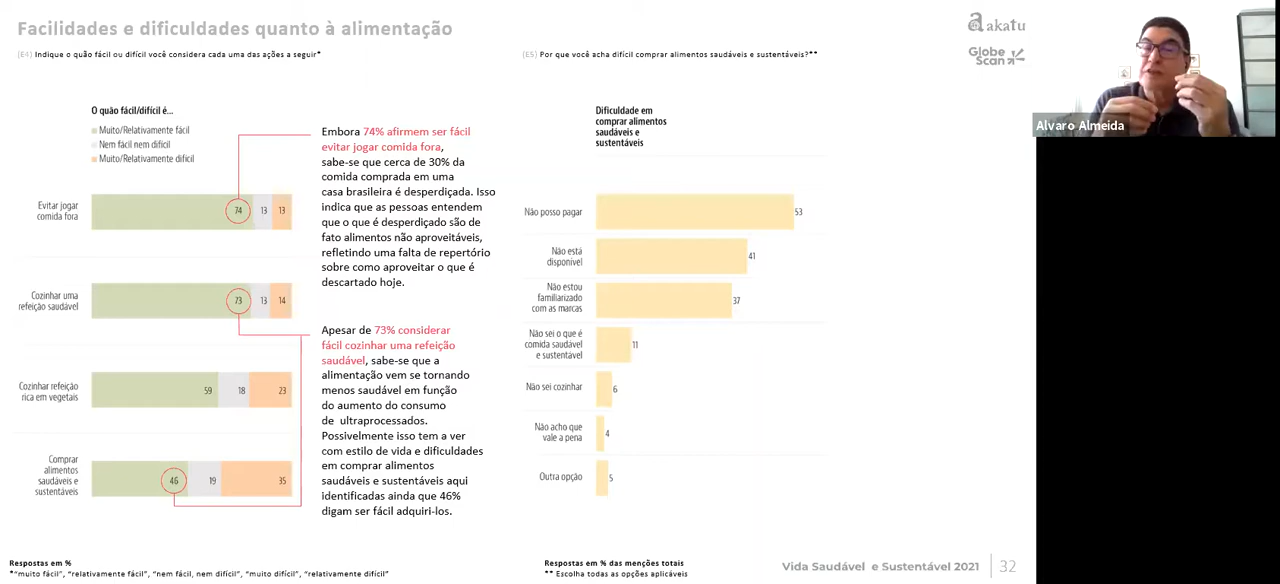 Facilidades e dificuldades quanto à alimentação
akatu
Globe
Scan
(E4) Indique o quão fácil ou difícil você considera cada uma das ações a seguir*
(E5) Por que você acha difícil comprar alimentos saudáveis e sustentáveis?**
O quão fácil/difícil é...
Muito/Relativamente fácil
Nem fácil nem difícil
Muito/Relativamente difícil
Evitar jogar
comida fora
74 13 13
Cozinhar uma
refeição saudável
73 13 14
Cozinhar refeição
rica em vegetais
59 18 23
Comprar
alimentos
saudáveis e
sustentáveis
46 19 35
Embora 74% afirmem ser fácil
evitar jogar comida fora,
sabe-se que cerca de 30% da
comida comprada em uma
casa brasileira é desperdiçada. Isso
indica que as pessoas entendem
que o que é desperdiçado são de
fato alimentos não aproveitáveis,
refletindo uma falta de repertório
sobre como aproveitar o que é
descartado hoje.
Apesar de 73% considerar
fácil cozinhar uma refeição
saudável, sabe-se que a
alimentação vem se tornando
menos saudável em função
do aumento do consumo
de ultraprocessados.
Possivelmente isso tem a ver
com estilo de vida e dificuldades
em comprar alimentos
saudáveis e sustentáveis aqui
identificadas ainda que 46%
digam ser fácil adquiri-los.
Dificuldade em
comprar alimentos
saudáveis e
sustentáveis
Não posso pagar 53
Não está
disponível
41
Não estou
familiarizado
com as marcas
37
Não sei o que é
comida saudável
e sustentável
11
Não sei cozinhar 6
Não acho que
vale a pena
4
Outra opção 5
Respostas em %
*"muito fácil", "relativamente fácil", "nem fácil, nem difícil", "muito difícil", "relativamente difícil"
Respostas em % das menções totais
** Escolha todas as opções aplicáveis
Vida Saudável e Sustentável 2021 32
Alvaro Almeida